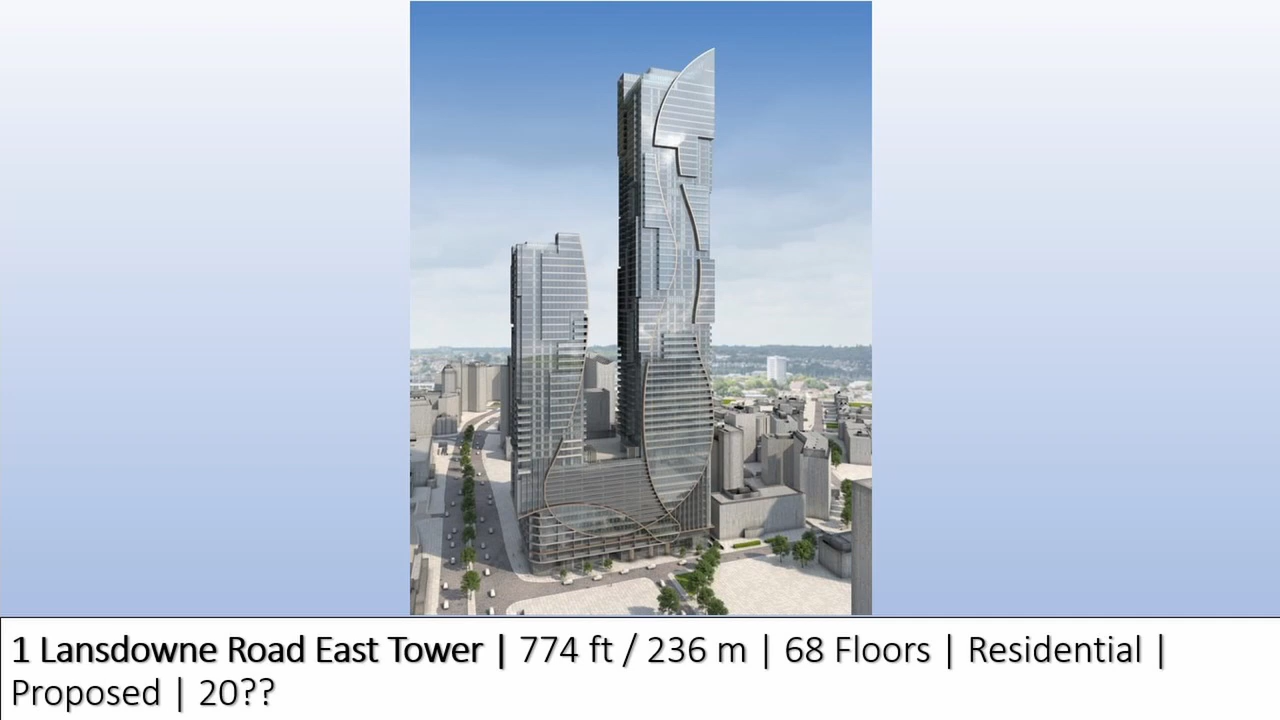 1 Lansdowne Road East Tower | 774 ft / 236 m | 68 Floors | Residential |
Proposed | 20??